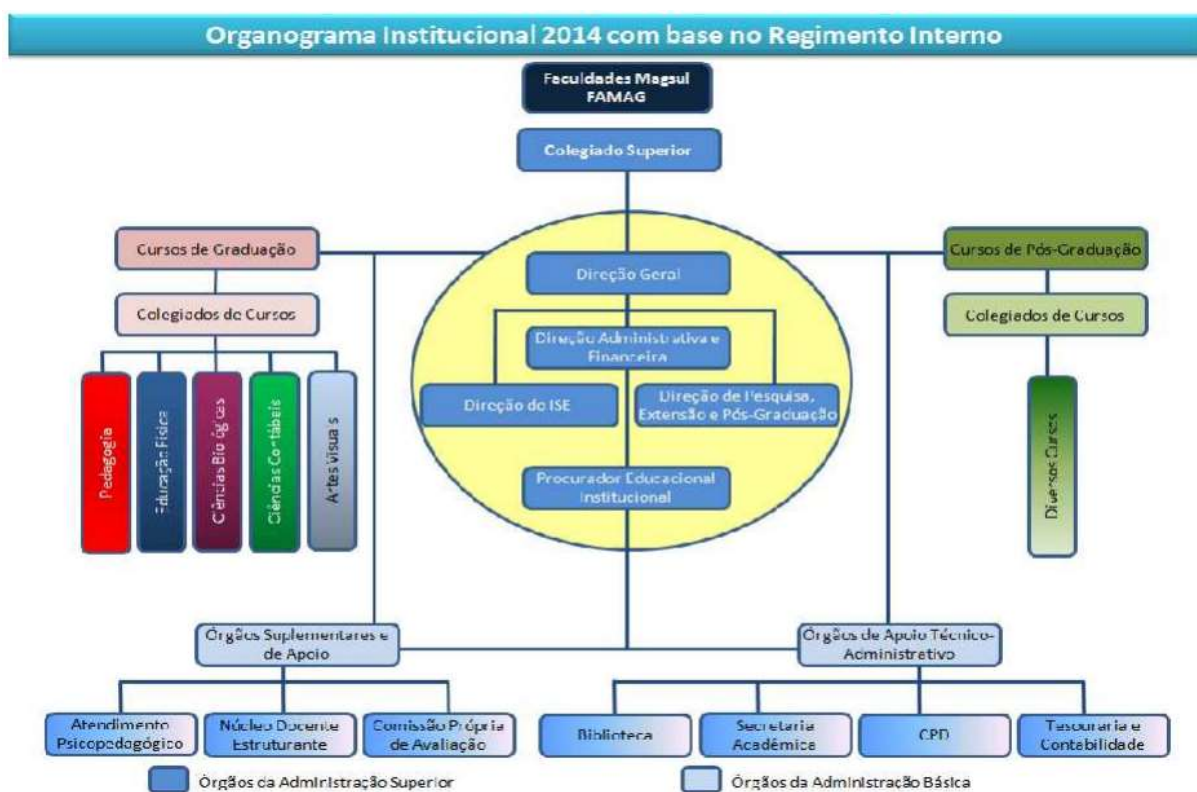 Organograma Institucional 2014 com base no Regimento Interno
Faculdades Magsul
FAMAG
Colegiado Superior
Cursos de Graduação
Cursos de Pós-Graduação
Direção Geral
Colegiados de Cursos
Colegiados de Cursos
Direção Administrativa e
Financeira
Direção do ISE
Direção de Pesquisa,
Extensão e Pós-Graduação
Pedagogia
Educação Física
Ciências Biológicas
Ciências Contábeis
Artes Visuais
Diversos Cursos
Procurador Educacional
Institucional
Órgãos Suplementares e
de Apoio
Órgãos de Apoio Técnico-
Administrativo
Atendimento
Psicopedagógico
Núcleo Docente
Estruturante
Comissão Própria
de Avaliação
Biblioteca
Secretaria
Acadêmica
CPD
Tesouraria e
Contabilidade
Órgãos da Administração Superior
Órgãos da Administração Básica